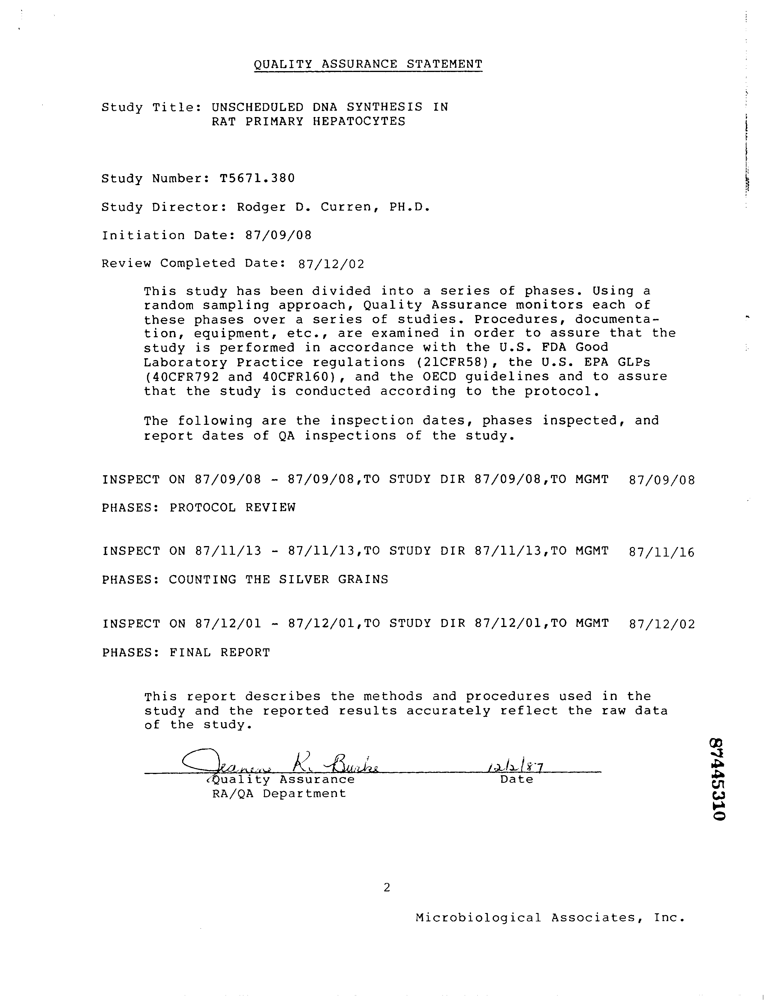 QUALITY ASSURANCE STATEMENT
Study Title: UNSCHEDULED DNA SYNTHESIS IN
RAT PRIMARY HEPATOCYTES
Study Number: T5671.380
Study Director: Rodger D. Curren, PH.D.
Initiation Date: 87/09/08
Review Completed Date: 87/12/02
This study has been divided into a series of phases. Using a
random sampling approach, Quality Assurance monitors each of
these phases over a series of studies. Procedures, documenta-
tion, equipment, etc., are examined in order to assure that the
study is performed in accordance with the U.S. FDA Good
Laboratory Practice regulations (21CFR58), the U.S. EPA GLPs
(40CFR792 and 40CFR160), and the OECD guidelines and to assure
that the study is conducted according to the protocol.
The following are the inspection dates, phases inspected, and
report dates of QA inspections of the study.
INSPECT ON 87/09/08 - 87/09/08,TO STUDY DIR 87/09/08,TO MGMT 87/09/08
PHASES: PROTOCOL REVIEW
INSPECT ON 87/11/13 - 87/11/13,TO STUDY DIR 87/11/13,TO MGMT 87/11/16
PHASES: COUNTING THE SILVER GRAINS
INSPECT ON 87/12/01 - 87/12/01,TO STUDY DIR 87/12/01,TO MGMT 87/12/02
PHASES: FINAL REPORT
This report describes the methods and procedures used in the
study and the reported results accurately reflect the raw data
of the study.
K. Burke 12/2/87
Quality Assurance Date
RA/QA Department
87445310
2
Microbiological Associates, Inc.